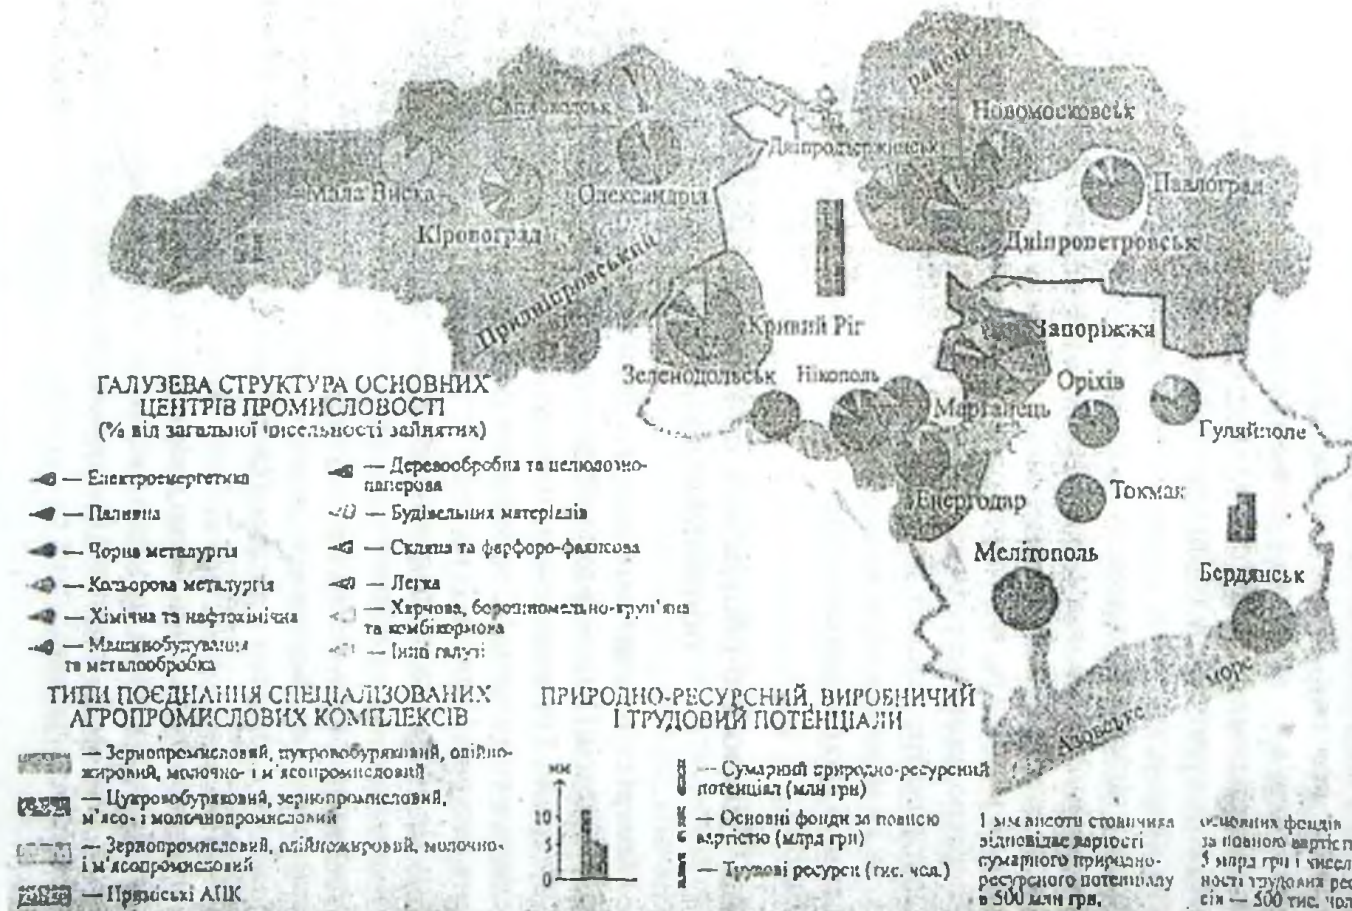 район
Новомосковськ
Світловодськ
Дніпродзержинськ
Мала Виска
Олександрія
Павлоград
Кіровоград
Дніпропетровськ
Придніпровський
Кривий Ріг
Запоріжжя
Зеленодольськ
Нікополь
Марганець
Оріхів
Гуляйполе
Енергодар
Токмак
Мелітополь
Бердянськ
Азовське
море
ГАЛУЗЕВА СТРУКТУРА ОСНОВНИХ
ЦЕНТРІВ ПРОМИСЛОВОСТІ
(% від загальної чисельності зайнятих)
— Електроенергетика
— Паливна
— Чорна металургія
— Кольорова металургія
— Хімічна та нафтохімічна
— Машинобудування
та металообробка
— Деревообробна та целюлозно-
паперова
— Будівельних матеріалів
— Скляна та фарфоро-фаянсова
— Легка
— Харчова, борошномельно-круп'яна
та комбікормова
— Інші галузі
ТИПИ ПОЄДНАННЯ СПЕЦІАЛІЗОВАНИХ
АГРОПРОМИСЛОВИХ КОМПЛЕКСІВ
— Зернопромисловий, цукровобуряковий, олійно-
жировий, молочно- і м'ясопромисловий
— Цукровобуряковий, зернопромисловий,
м'ясо- і молочнопромисловий
— Зернопромисловий, олійножировий, молочно-
і м'ясопромисловий
— Приміські АПК
ПРИРОДНО-РЕСУРСНИЙ, ВИРОБНИЧИЙ
І ТРУДОВИЙ ПОТЕНЦІАЛИ
мм
10
5
0
— Сумарний природно-ресурсний
потенціал (млн грн)
— Основні фонди за повною
вартістю (млрд грн)
— Трудові ресурси (тис. чол.)
1 мм висоти стовпчика
відповідає вартості
сумарного природно-
ресурсного потенціалу
в 500 млн грн,
основних фондів
за повною вартіст
5 млрд грн і чисел
ності трудових рес
сів — 500 тис. чол